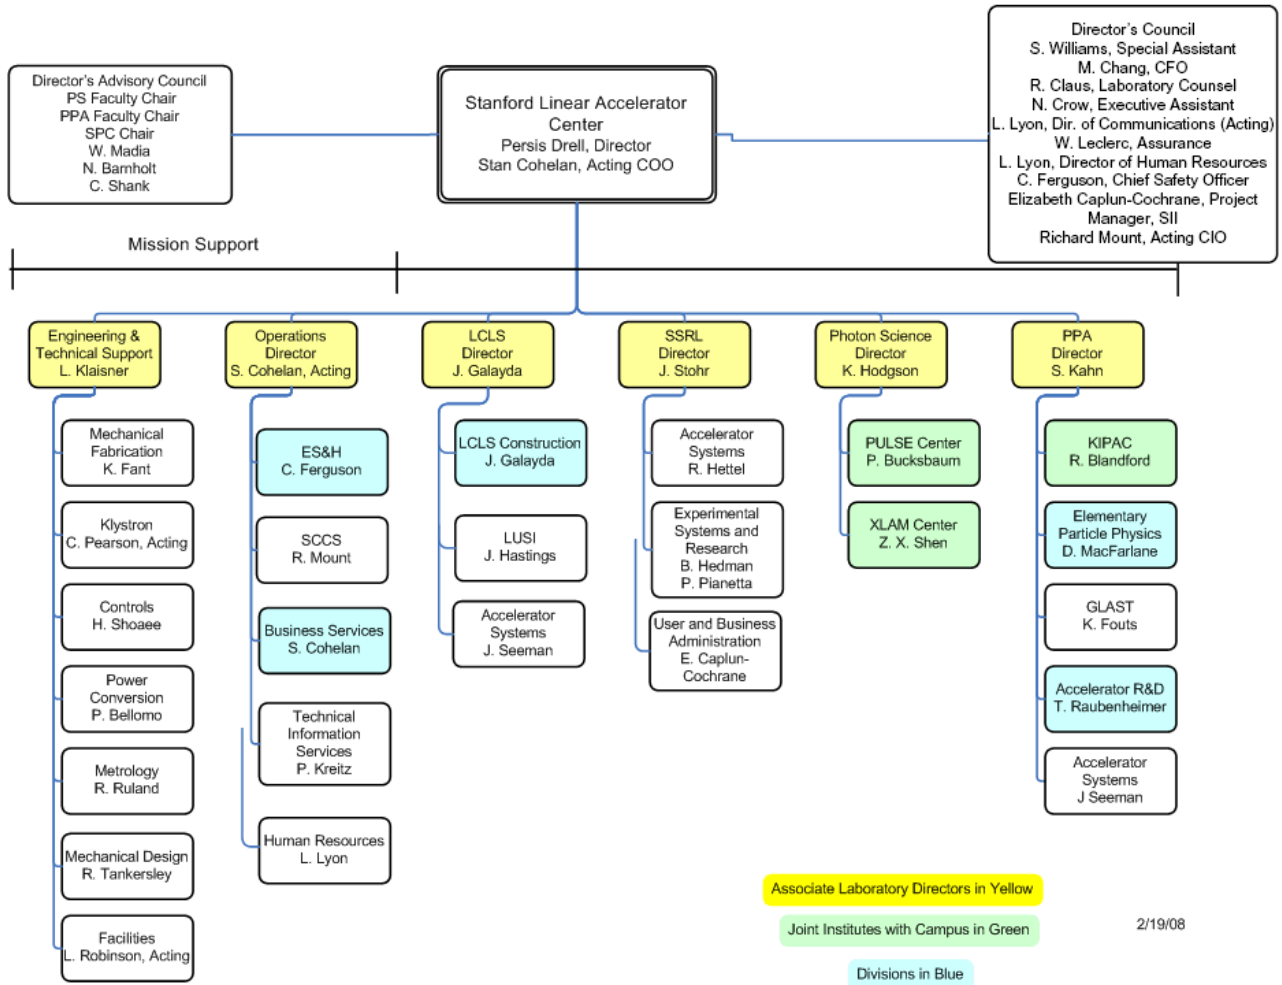 Director's Advisory Council
PS Faculty Chair
PPA Faculty Chair
SPC Chair
W. Madia
N. Barnholt
C. Shank
Stanford Linear Accelerator
Center
Persis Drell, Director
Stan Cohelan, Acting COO
Director's Council
S. Williams, Special Assistant
M. Chang, CFO
R. Claus, Laboratory Counsel
N. Crow, Executive Assistant
L. Lyon, Dir. of Communications (Acting)
W. Leclerc, Assurance
L. Lyon, Director of Human Resources
C. Ferguson, Chief Safety Officer
Elizabeth Caplun-Cochrane, Project
Manager, SII
Richard Mount, Acting CIO
Mission Support
Engineering &
Technical Support
L. Klaisner
Mechanical
Fabrication
K. Fant
Klystron
C. Pearson, Acting
Controls
H. Shoaee
Power
Conversion
P. Bellomo
Metrology
R. Ruland
Mechanical Design
R. Tankersley
Facilities
L. Robinson, Acting
Operations
Director
S. Cohelan, Acting
ES&H
C. Ferguson
SCCS
R. Mount
Business Services
S. Cohelan
Technical
Information
Services
P. Kreitz
Human Resources
L. Lyon
LCLS
Director
J. Galayda
LCLS Construction
J. Galayda
LUSI
J. Hastings
Accelerator
Systems
J. Seeman
SSRL
Director
J. Stohr
Accelerator
Systems
R. Hettel
Experimental
Systems and
Research
B. Hedman
P. Pianetta
User and Business
Administration
E. Caplun-
Cochrane
Photon Science
Director
K. Hodgson
PULSE Center
P. Bucksbaum
XLAM Center
Z. X. Shen
PPA
Director
S. Kahn
KIPAC
R. Blandford
Elementary
Particle Physics
D. MacFarlane
GLAST
K. Fouts
Accelerator R&D
T. Raubenheimer
Accelerator
Systems
J Seeman
Associate Laboratory Directors in Yellow
Joint Institutes with Campus in Green
Divisions in Blue
2/19/08